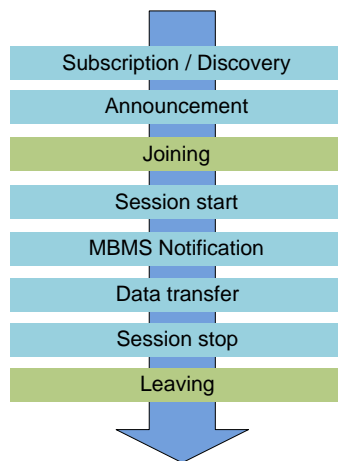 Subscription / Discovery
Announcement
Joining
Session start
MBMS Notification
Data transfer
Session stop
Leaving